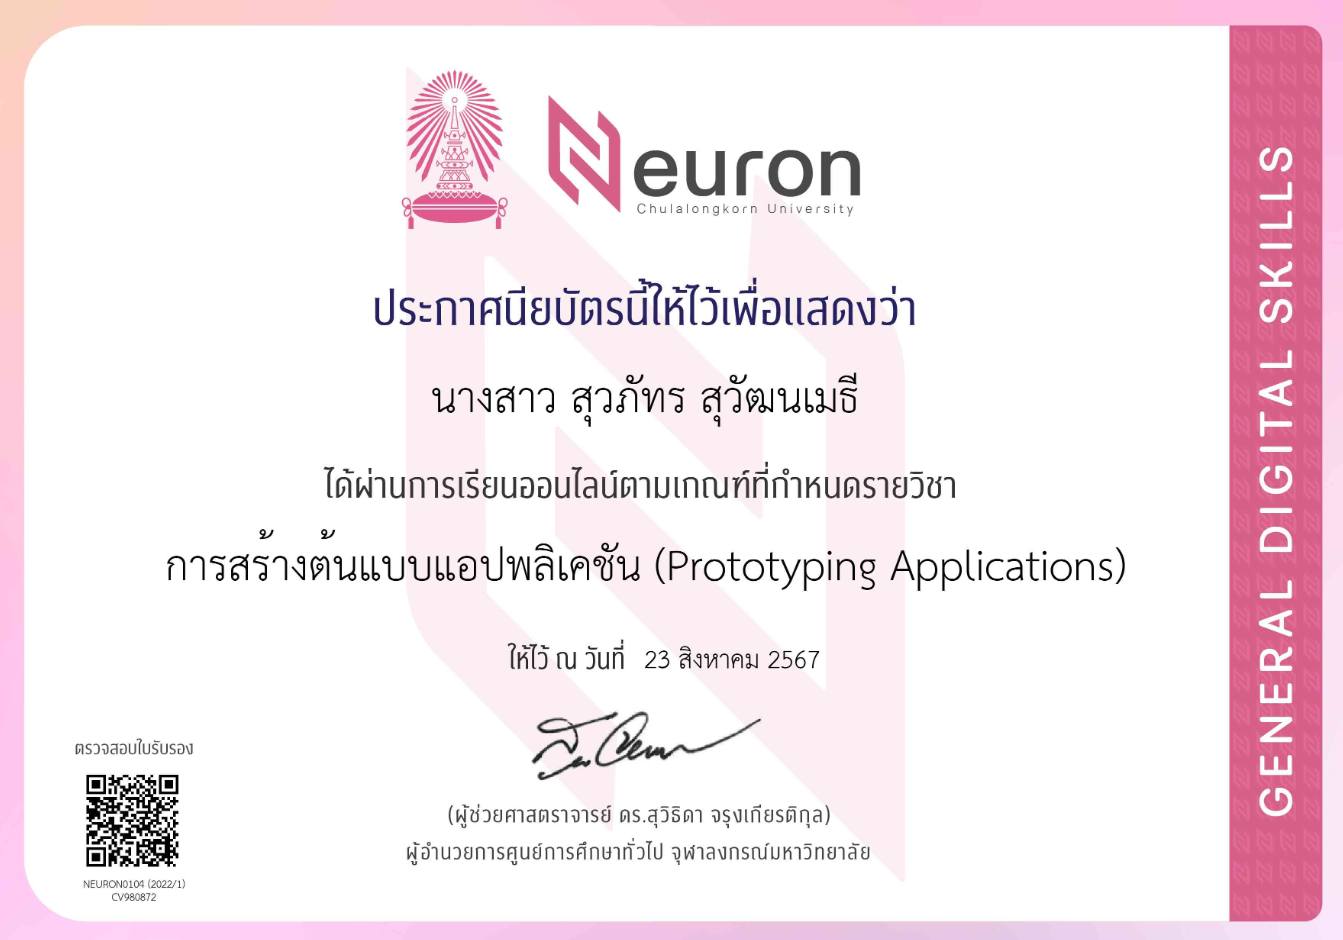 Neuron
Chulalongkorn University
ประกาศนียบัตรนี้ให้ไว้เพื่อแสดงว่า
นางสาว สุวภัทร สุวัฒนเมธี
ได้ผ่านการเรียนออนไลน์ตามเกณฑ์ที่กำหนดรายวิชา
การสร้างต้นแบบแอปพลิเคชัน (Prototyping Applications)
ให้ไว้ ณ วันที่ 23 สิงหาคม 2567
(ผู้ช่วยศาสตราจารย์ ดร.สุวิธิดา จรุงเกียรติกุล)
ผู้อำนวยการศูนย์การศึกษาทั่วไป จุฬาลงกรณ์มหาวิทยาลัย
ตรวจสอบใบรับรอง
NEURON0104 (2022/1)
CV980872
GENERAL DIGITAL SKILLS